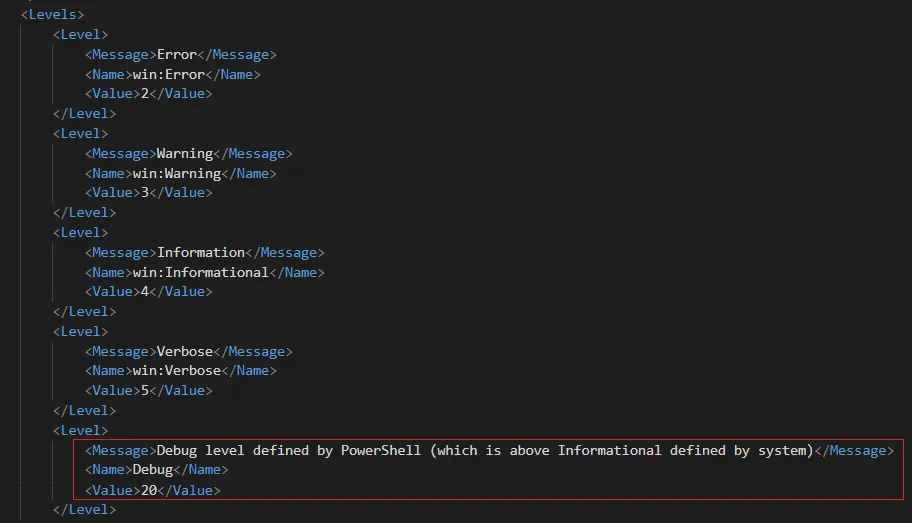 <Levels>
<Level>
<Message>Error</Message>
<Name>win:Error</Name>
<Value>2</Value>
</Level>
<Level>
<Message>Warning</Message>
<Name>win:Warning</Name>
<Value>3</Value>
</Level>
<Level>
<Message>Information</Message>
<Name>win:Informational</Name>
<Value>4</Value>
</Level>
<Level>
<Message>Verbose</Message>
<Name>win:Verbose</Name>
<Value>5</Value>
</Level>
<Level>
<Message>Debug level defined by PowerShell (which is above Informational defined by system)</Message>
<Name>Debug</Name>
<Value>20</Value>
</Level>